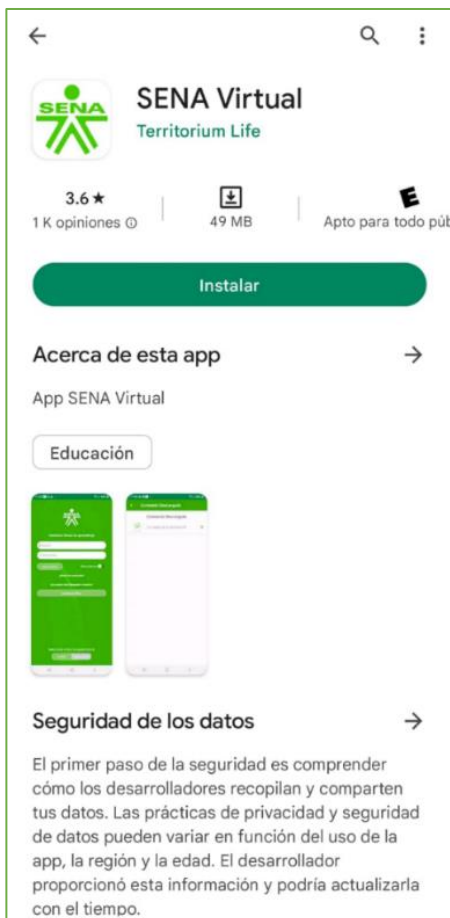 SENA
SENA Virtual
Territorium Life
3.6 ★
1 K opiniones
49 MB
E
Apto para todo púb
Instalar
Acerca de esta app
App SENA Virtual
Educación
Seguridad de los datos
El primer paso de la seguridad es comprender
cómo los desarrolladores recopilan y comparten
tus datos. Las prácticas de privacidad y seguridad
de datos pueden variar en función del uso de la
app, la región y la edad. El desarrollador
proporcionó esta información y podría actualizarla
con el tiempo.